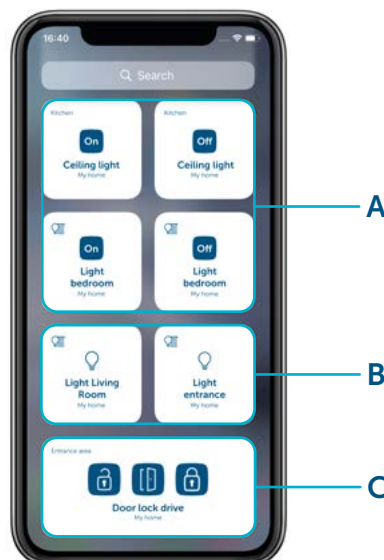 16:40
Search
Kitchen
Kitchen
On
Off
Ceiling light
Ceiling light
My home
My home
A
On
Off
Light
bedroom
Light
bedroom
My home
My home
Light Living
Room
Light
entrance
My home
My home
B
Entrance area
Door lock drive
My home
C